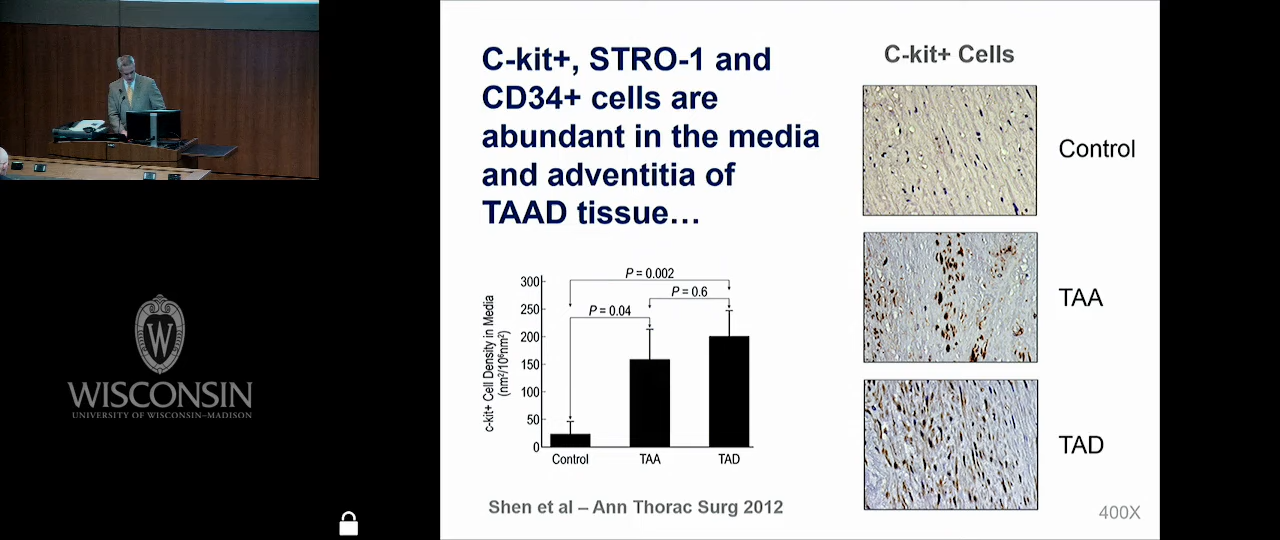 C-kit+, STRO-1 and
CD34+ cells are
abundant in the media
and adventitia of
TAAD tissue…
C-kit+ Cells
Control
TAA
TAD
400X
c-kit+ Cell Density in Media
(nm²/10⁶nm²)
300
250
200
150
100
50
0
P = 0.002
P = 0.6
P = 0.04
Control TAA TAD
Shen et al – Ann Thorac Surg 2012
W
WISCONSIN
UNIVERSITY OF WISCONSIN–MADISON